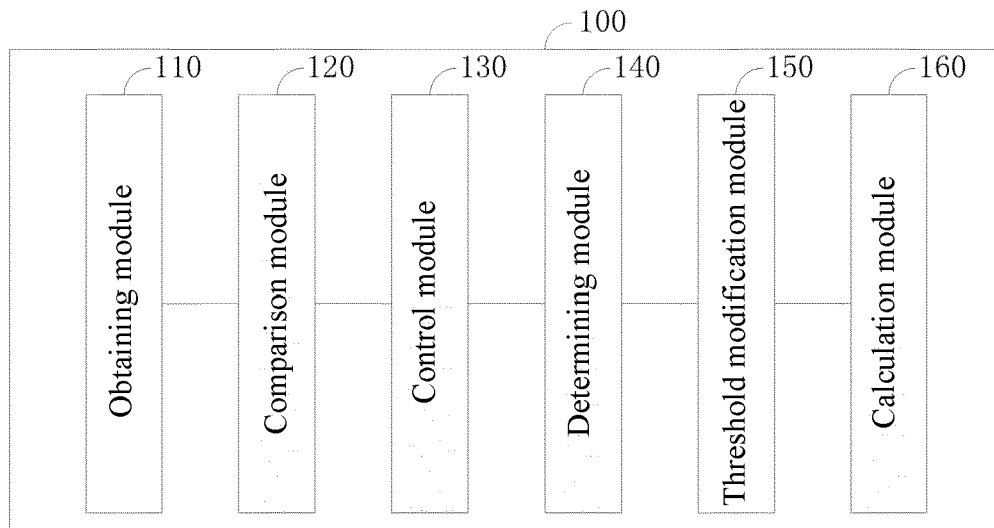 100
110
120
130
140
150
160
Obtaining module
Comparison module
Control module
Determining module
Threshold modification module
Calculation module